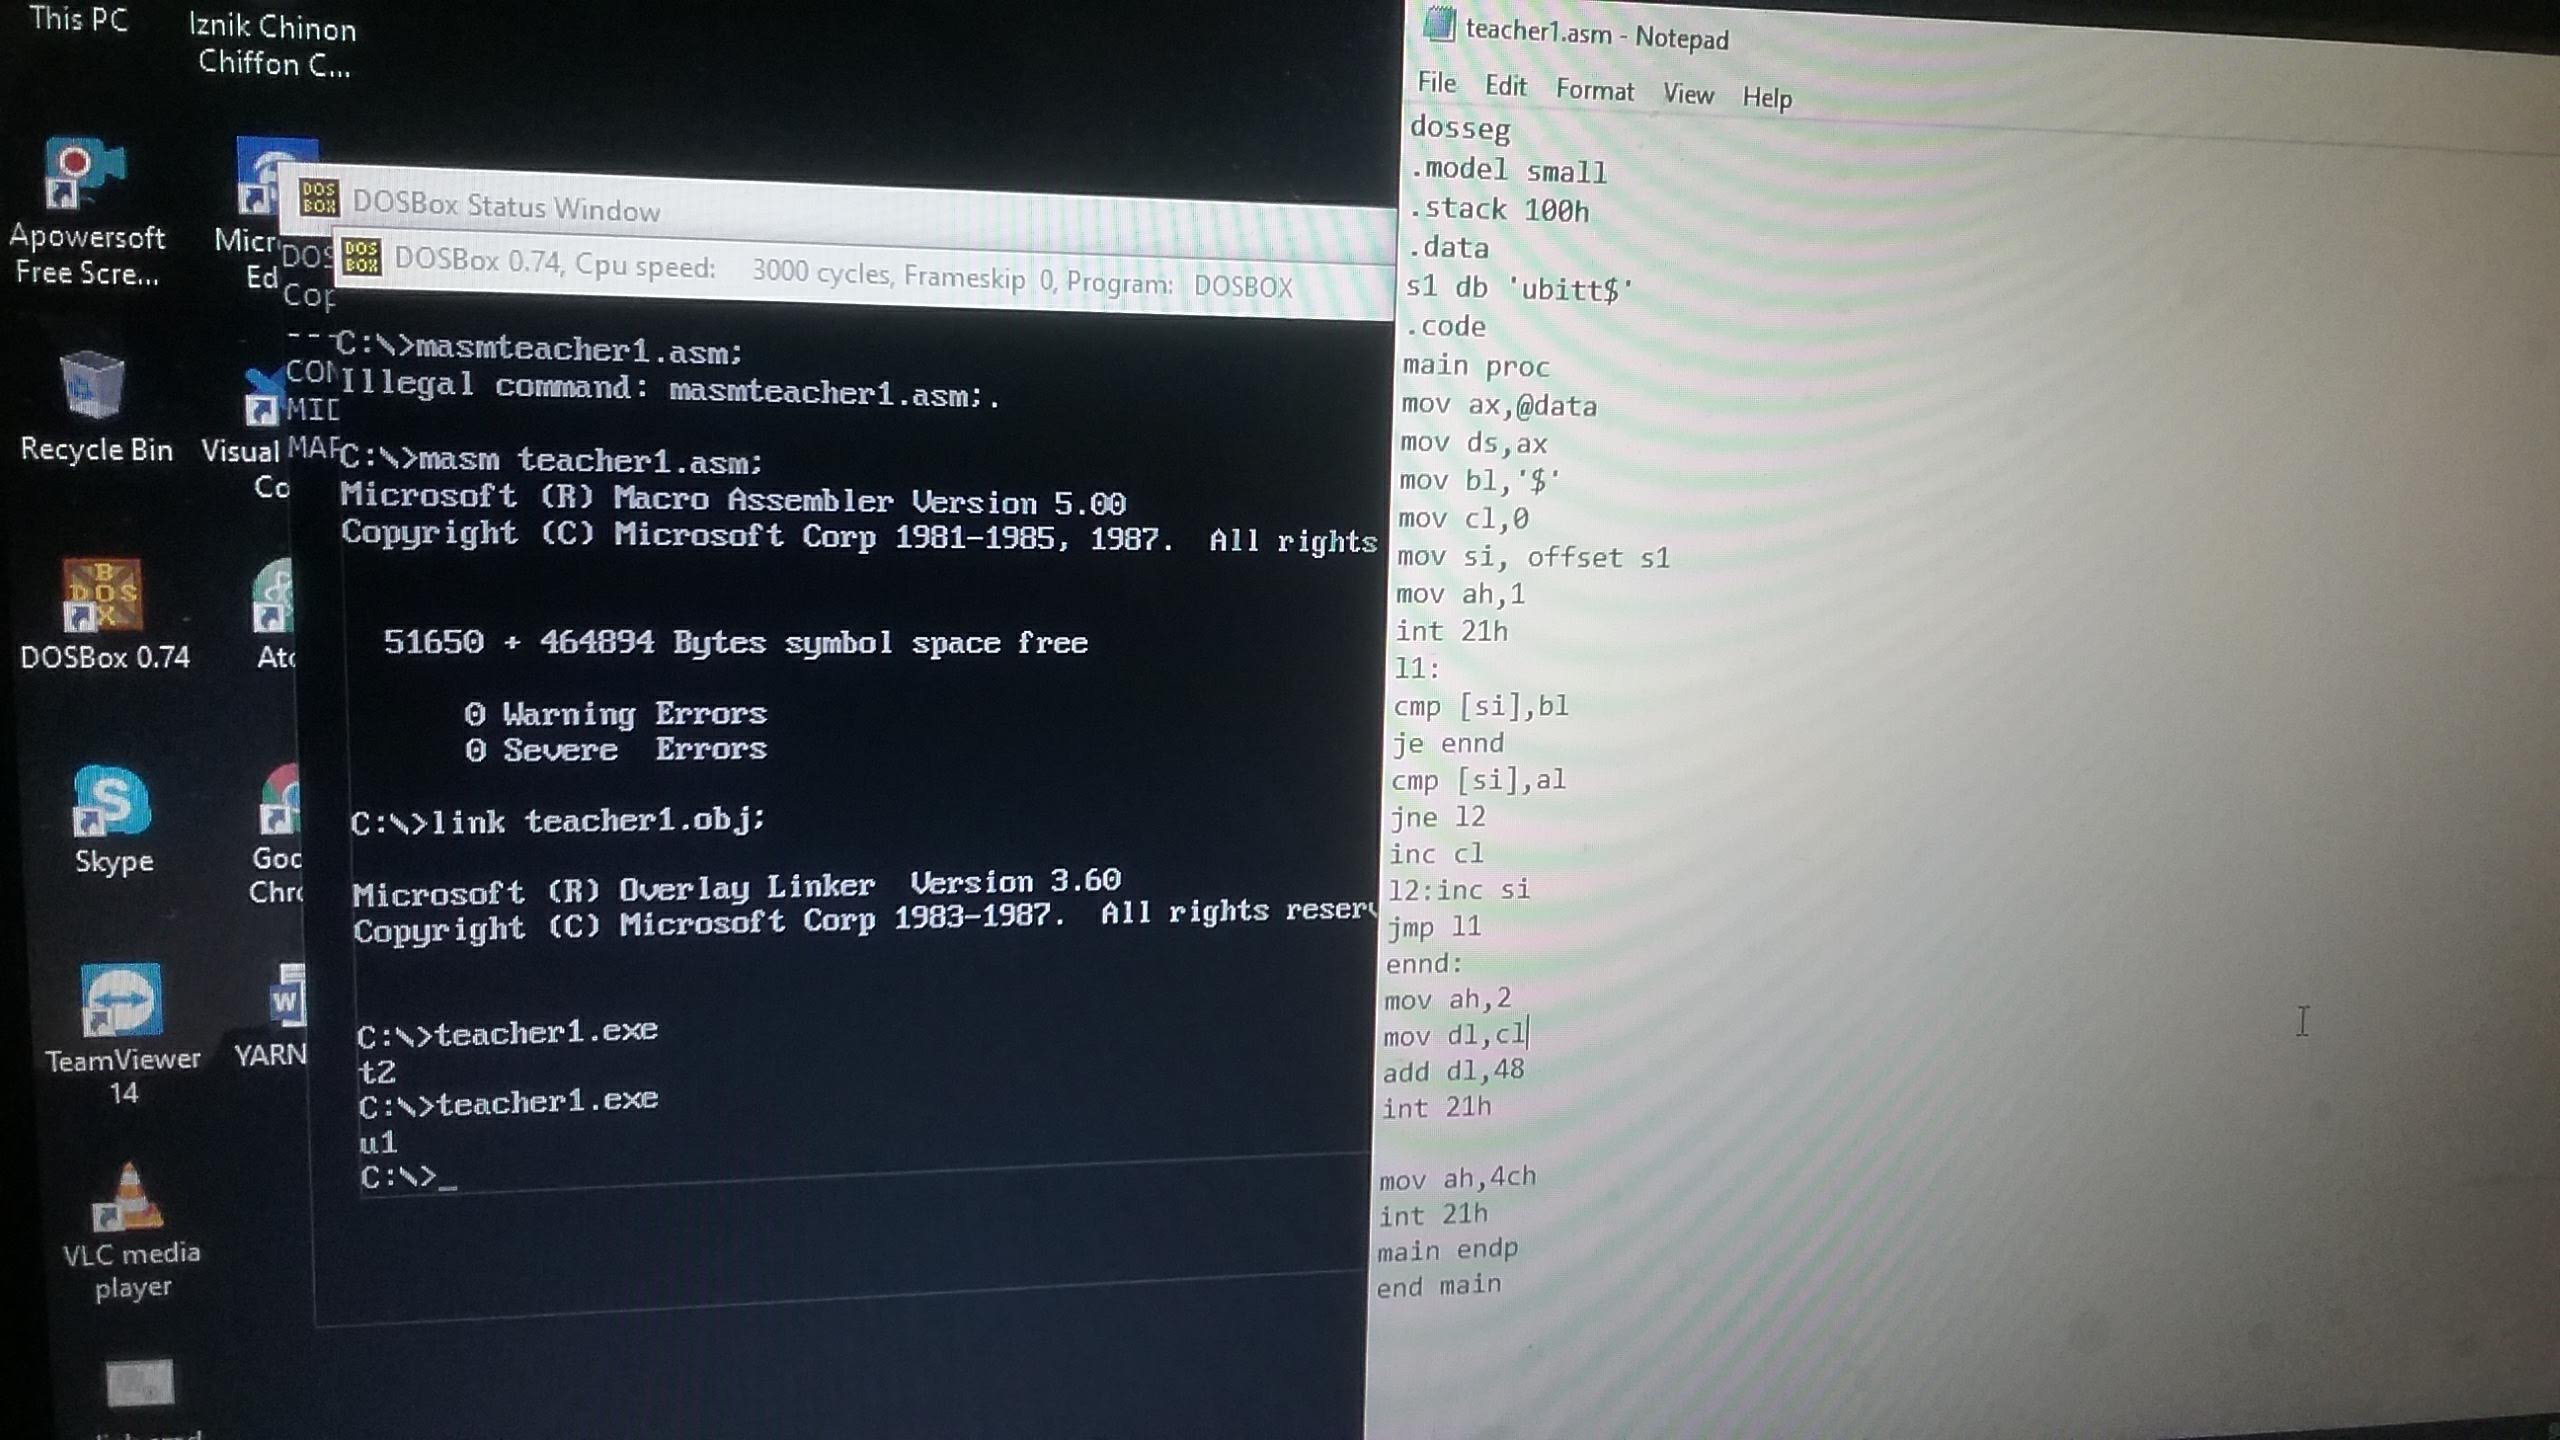 This PC
Iznik Chinon
Chiffon C...
Apowersoft
Free Scre...
Recycle Bin
DOSBox 0.74
Skype
TeamViewer
14
VLC media
player
Micr
Ed
Visual
Co
YARN
DOSBox Status Window
DOSBox 0.74, Cpu speed: 3000 cycles, Frameskip 0, Program: DOSBOX
C:\>masmteacher1.asm;
Illegal command: masmteacher1.asm;.
C:\>masm teacher1.asm;
Microsoft (R) Macro Assembler Version 5.00
Copyright (C) Microsoft Corp 1981-1985, 1987. All rights
51650 + 464894 Bytes symbol space free
0 Warning Errors
0 Severe Errors
C:\>link teacher1.obj;
Microsoft (R) Overlay Linker Version 3.60
Copyright (C) Microsoft Corp 1983-1987. All rights reserv
C:\>teacher1.exe
t2
C:\>teacher1.exe
u1
C:\>_
teacher1.asm - Notepad
File Edit Format View Help
dosseg
.model small
.stack 100h
.data
s1 db 'ubitt$'
.code
main proc
mov ax,@data
mov ds,ax
mov bl,'$'
mov cl,0
mov si, offset s1
mov ah,1
int 21h
l1:
cmp [si],bl
je ennd
cmp [si],al
jne l2
inc cl
l2:inc si
jmp l1
ennd:
mov ah,2
mov dl,cl
add dl,48
int 21h
mov ah,4ch
int 21h
main endp
end main